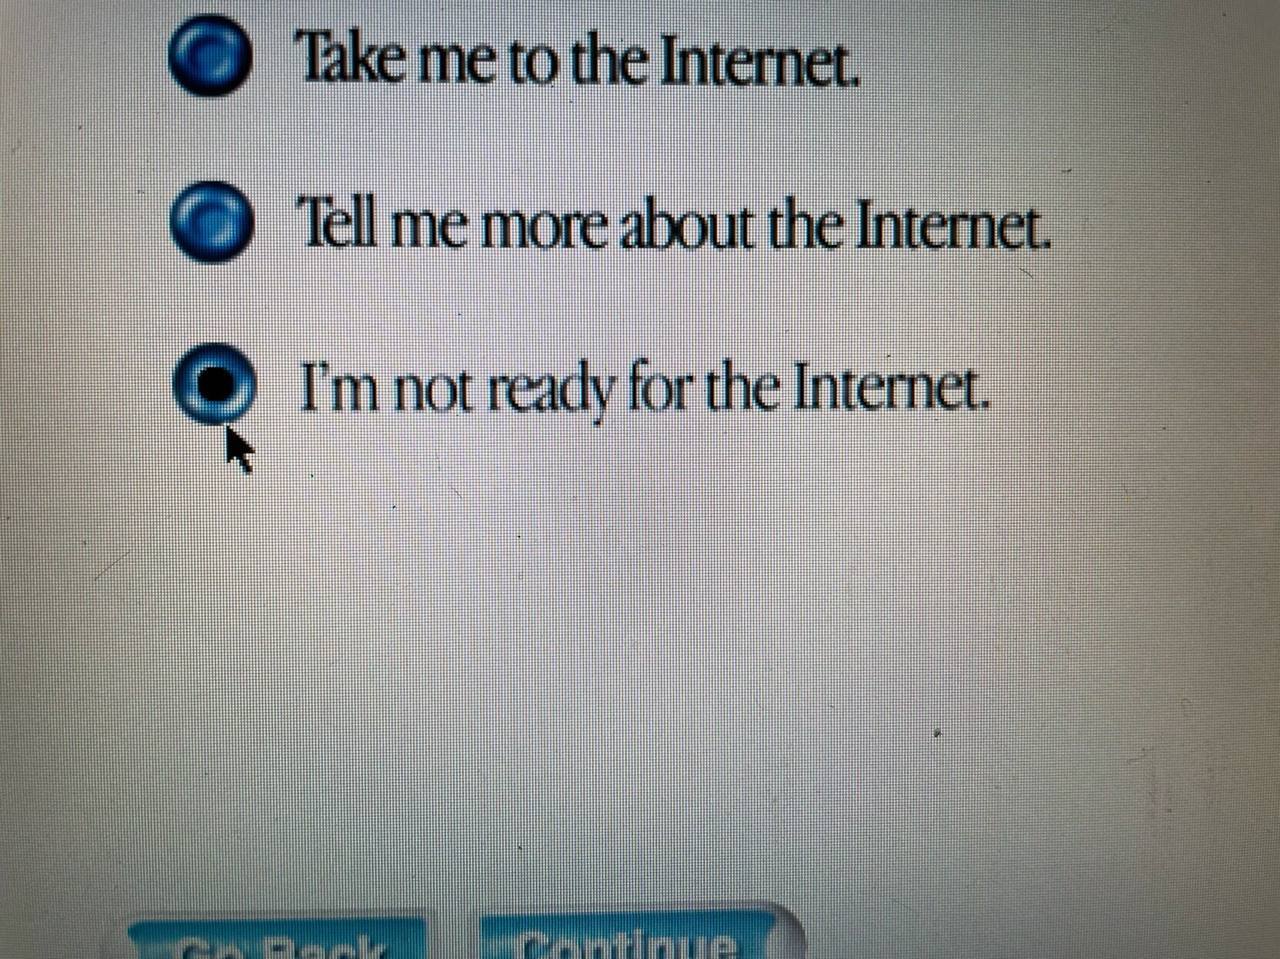 Take me to the Internet.
Tell me more about the Internet.
I'm not ready for the Internet.
Go Back
Continue